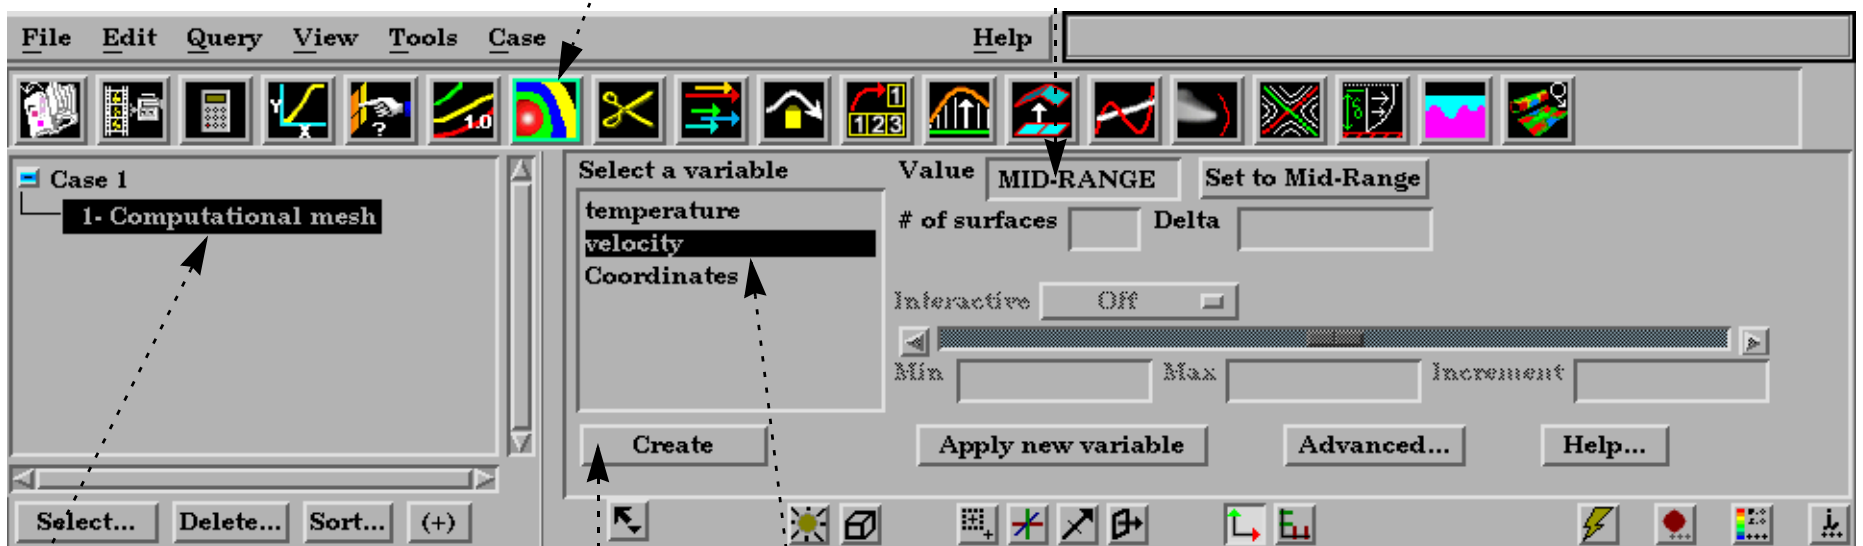 File Edit Query View Tools Case Help
Y X ? 1.0 1 123 δ
Case 1
1- Computational mesh
Select a variable
temperature
velocity
Coordinates
Value MID-RANGE Set to Mid-Range
# of surfaces Delta
Interactive Off
Min Max Increment
Create Apply new variable Advanced... Help...
Select... Delete... Sort... (+)